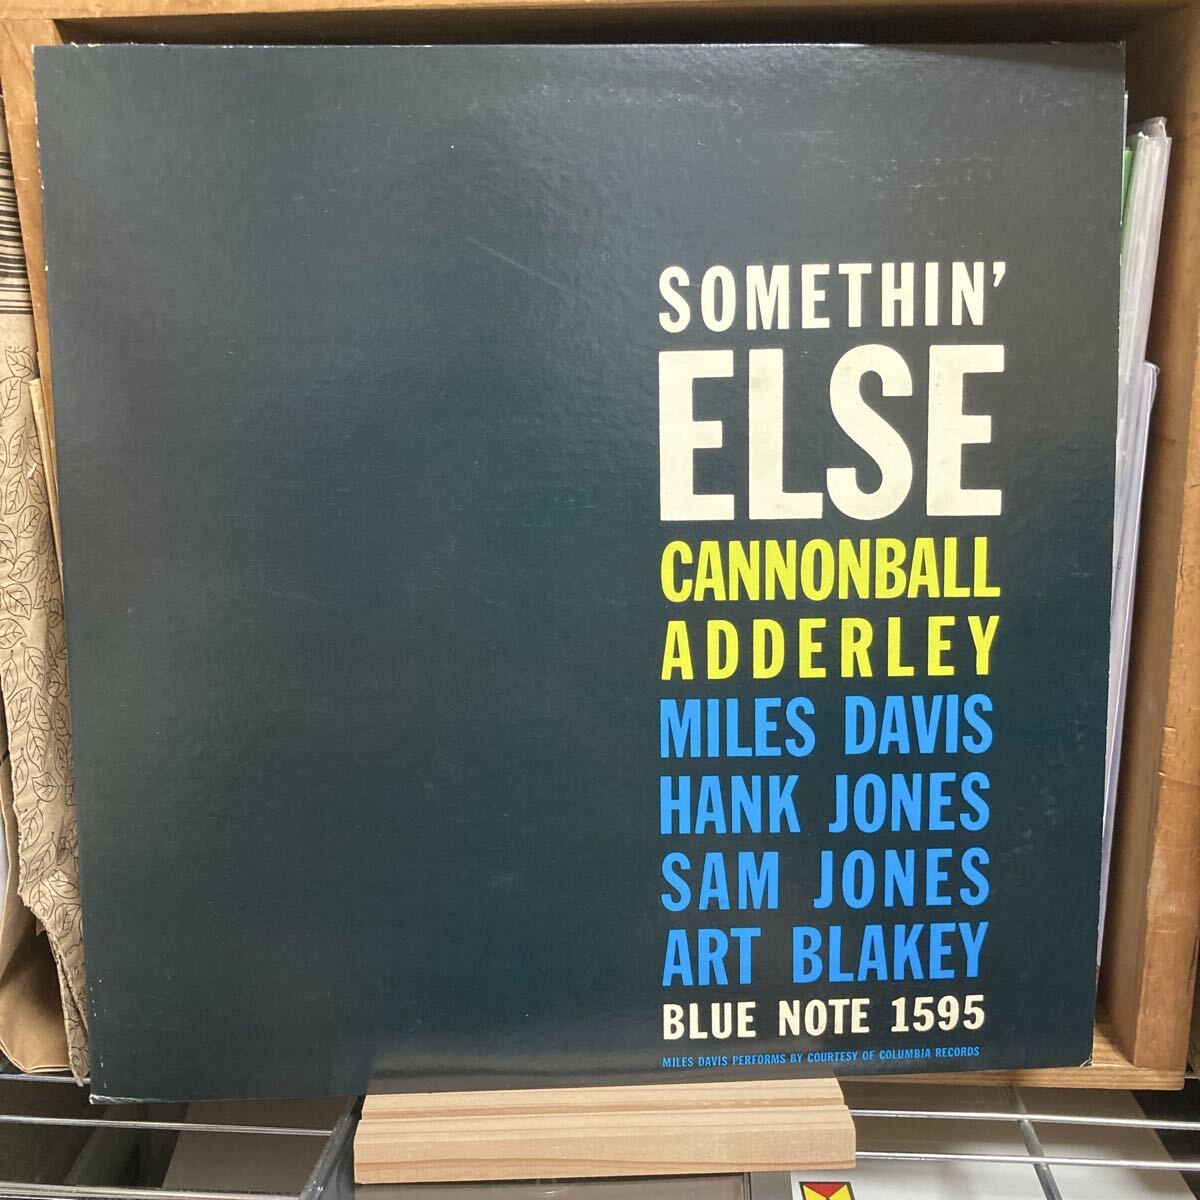 SOMETHIN'
ELSE
CANNONBALL
ADDERLEY
MILES DAVIS
HANK JONES
SAM JONES
ART BLAKEY
BLUE NOTE 1595
MILES DAVIS PERFORMS BY COURTESY OF COLUMBIA RECORDS